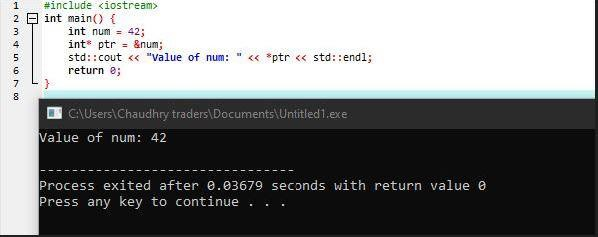 1 #include <iostream>
2 int main() {
3 int num = 42;
4 int* ptr = &num;
5 std::cout << "Value of num: " << *ptr << std::endl;
6 return 0;
7 }
8
C:\Users\Chaudhry traders\Documents\Untitled1.exe
Value of num: 42
--------------------------------
Process exited after 0.03679 seconds with return value 0
Press any key to continue . . .